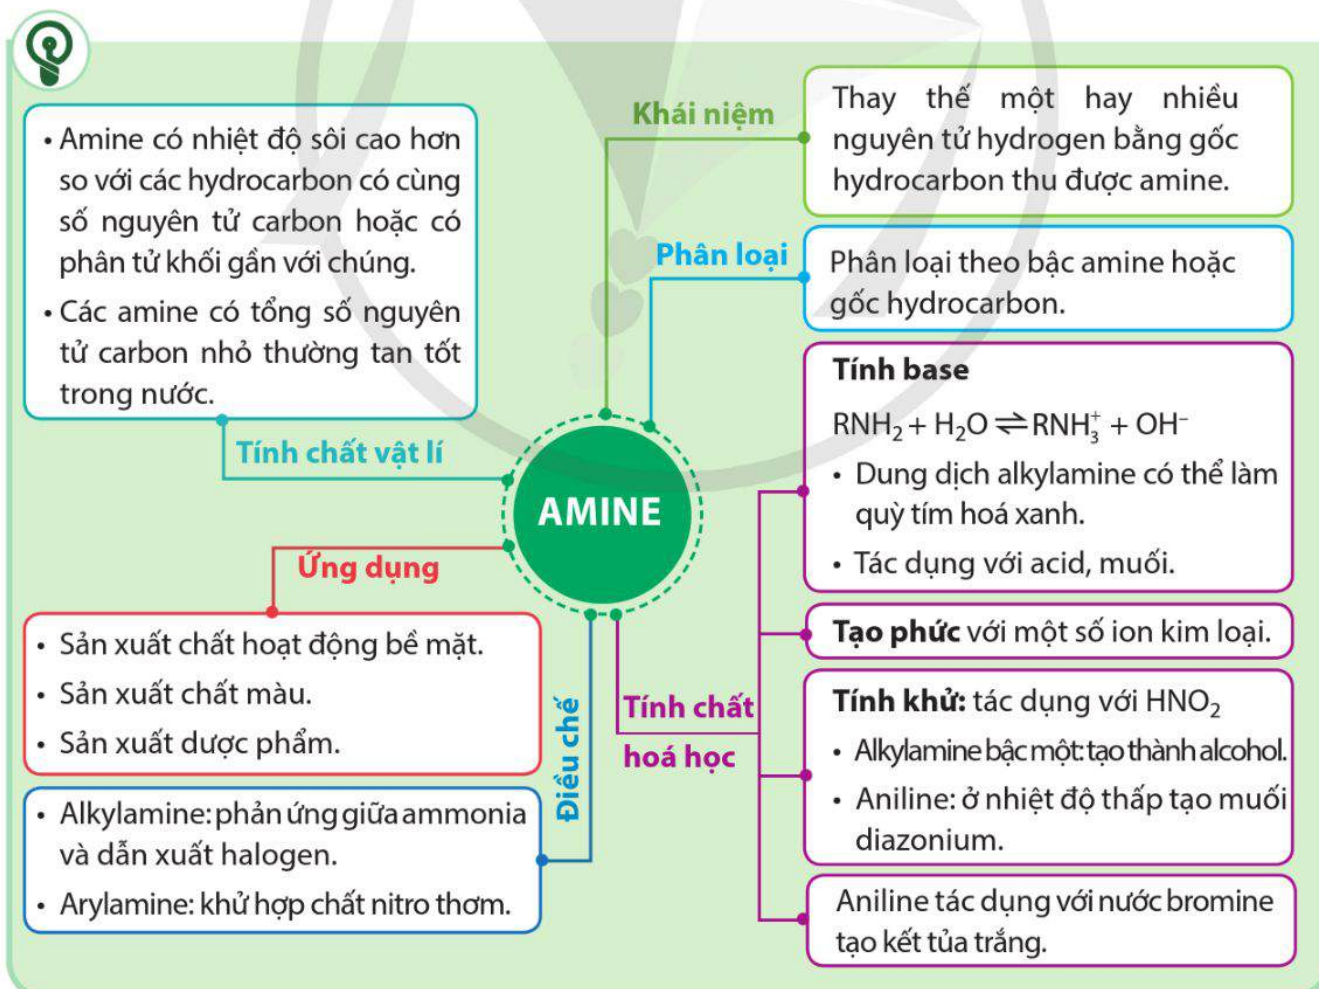 Khái niệm
Thay thế một hay nhiều
nguyên tử hydrogen bằng gốc
hydrocarbon thu được amine.
Phân loại
Phân loại theo bậc amine hoặc
gốc hydrocarbon.
• Amine có nhiệt độ sôi cao hơn
so với các hydrocarbon có cùng
số nguyên tử carbon hoặc có
phân tử khối gần với chúng.
• Các amine có tổng số nguyên
tử carbon nhỏ thường tan tốt
trong nước.
Tính chất vật lí
AMINE
Ứng dụng
• Sản xuất chất hoạt động bề mặt.
• Sản xuất chất màu.
• Sản xuất dược phẩm.
Điều chế
• Alkylamine: phản ứng giữa ammonia
và dẫn xuất halogen.
• Arylamine: khử hợp chất nitro thơm.
Tính chất
hoá học
Tính base
RNH₂ + H₂O ⇌ RNH₃⁺ + OH⁻
• Dung dịch alkylamine có thể làm
quỳ tím hoá xanh.
• Tác dụng với acid, muối.
Tạo phức với một số ion kim loại.
Tính khử: tác dụng với HNO₂
• Alkylamine bậc một: tạo thành alcohol.
• Aniline: ở nhiệt độ thấp tạo muối
diazonium.
Aniline tác dụng với nước bromine
tạo kết tủa trắng.